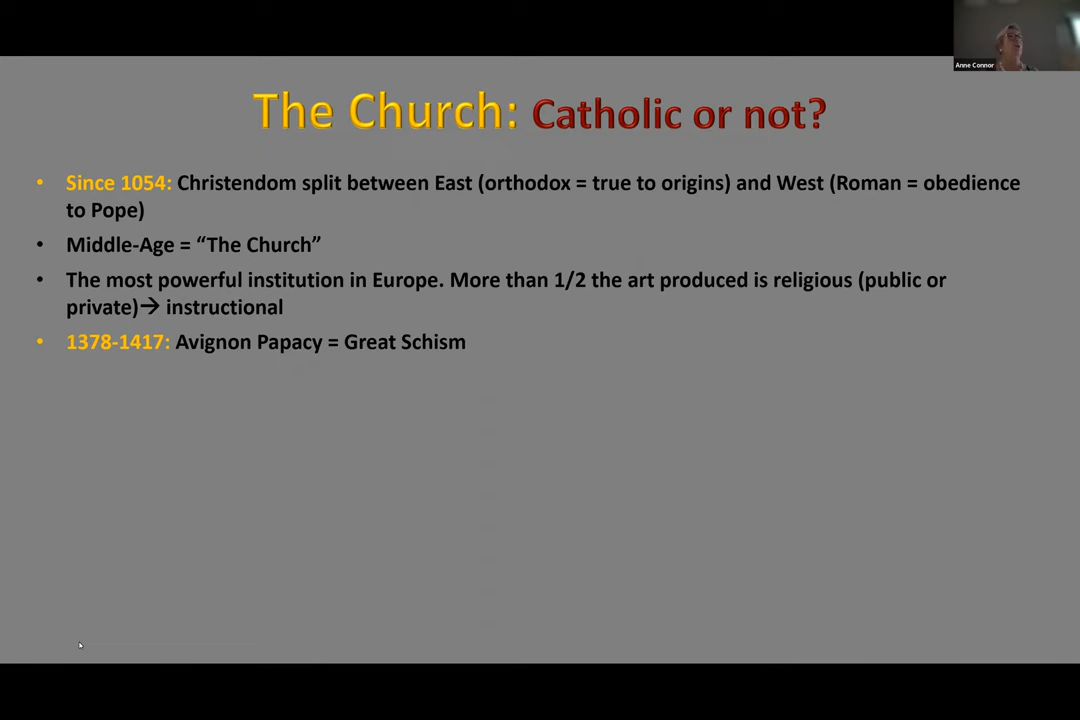 Anne Connor
The Church: Catholic or not?
• Since 1054: Christendom split between East (orthodox = true to origins) and West (Roman = obedience
to Pope)
• Middle-Age = “The Church”
• The most powerful institution in Europe. More than 1/2 the art produced is religious (public or
private)→ instructional
• 1378-1417: Avignon Papacy = Great Schism